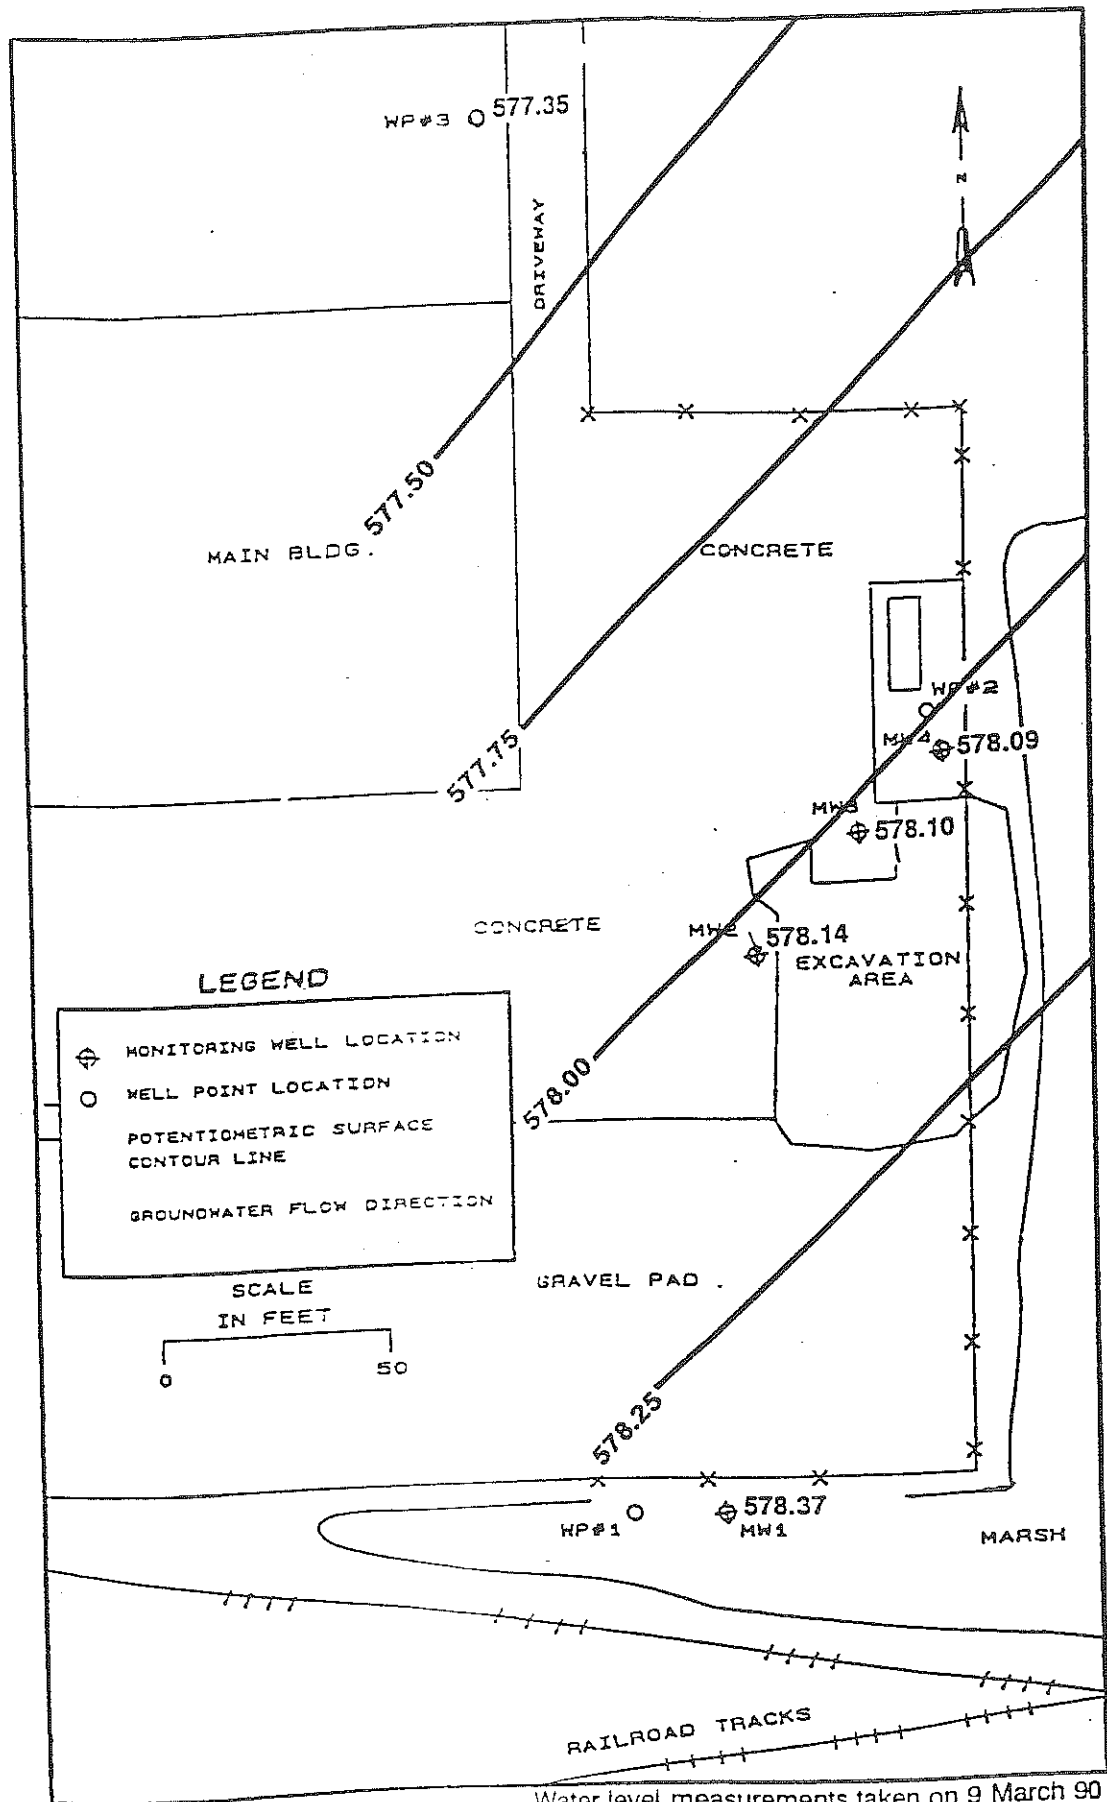 WP#3
577.35
N
DRIVEWAY
577.50
MAIN BLDG.
CONCRETE
WP#2
577.75
MW4
578.09
MW3
578.10
CONCRETE
MW2
578.14
EXCAVATION
AREA
LEGEND
MONITORING WELL LOCATION
WELL POINT LOCATION
POTENTIOMETRIC SURFACE
CONTOUR LINE
GROUNDWATER FLOW DIRECTION
578.00
SCALE
IN FEET
0
50
GRAVEL PAD
578.25
WP#1
578.37
MW1
MARSH
RAILROAD TRACKS
Water level measurements taken on 9 March 90